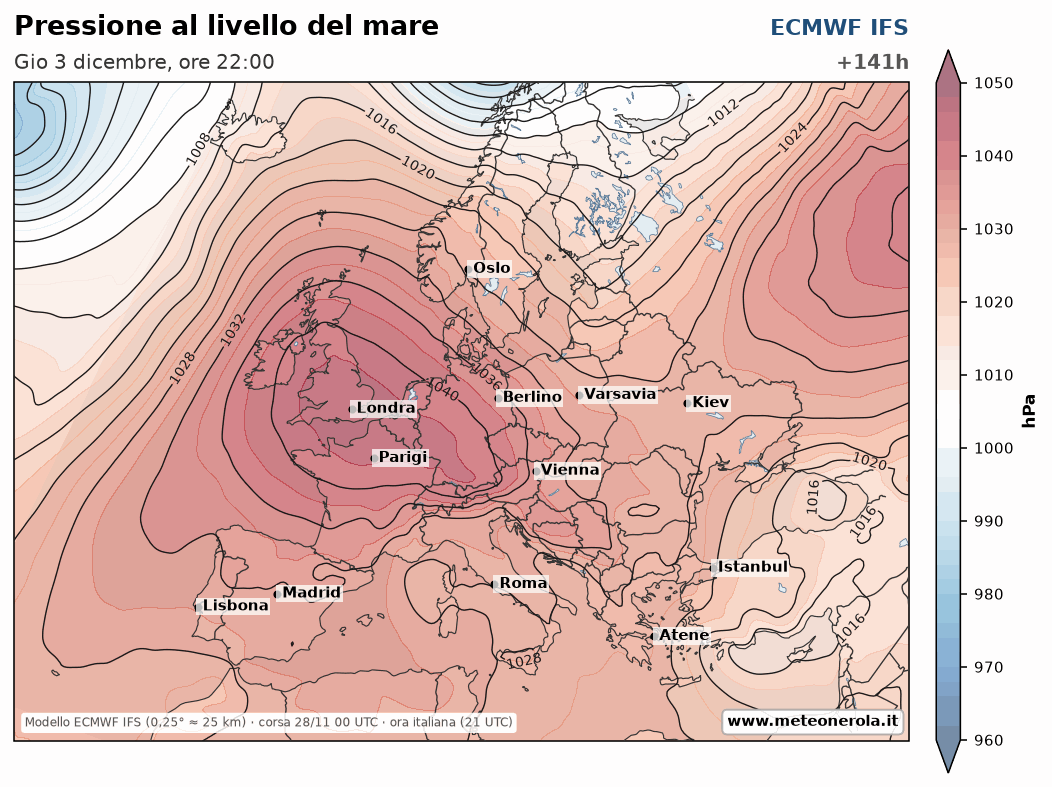 Pressione al livello del mare
ECMWF IFS
Gio 3 dicembre, ore 22:00
+141h
1050
1040
1030
1020
1010
1000
990
980
970
960
hPa
1008
1016
1020
1012
1024
1032
1028
1036
1040
1020
1016
1016
1016
1028
Oslo
Berlino
Varsavia
Kiev
Londra
Parigi
Vienna
Istanbul
Roma
Madrid
Lisbona
Atene
Modello ECMWF IFS (0,25° ≈ 25 km) · corsa 28/11 00 UTC · ora italiana (21 UTC)
www.meteonerola.it